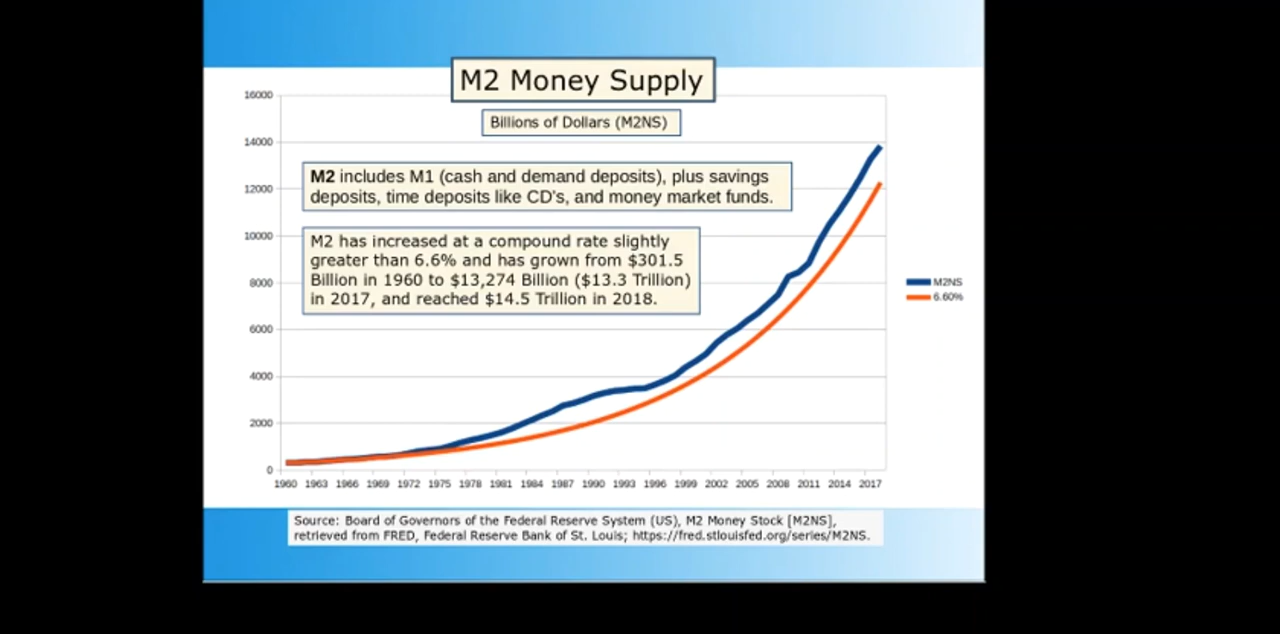 M2 Money Supply
Billions of Dollars (M2NS)
M2 includes M1 (cash and demand deposits), plus savings
deposits, time deposits like CD's, and money market funds.
M2 has increased at a compound rate slightly
greater than 6.6% and has grown from $301.5
Billion in 1960 to $13,274 Billion ($13.3 Trillion)
in 2017, and reached $14.5 Trillion in 2018.
16000
14000
12000
10000
8000
6000
4000
2000
0
1960 1963 1966 1969 1972 1975 1978 1981 1984 1987 1990 1993 1996 1999 2002 2005 2008 2011 2014 2017
M2NS
6.60%
Source: Board of Governors of the Federal Reserve System (US), M2 Money Stock [M2NS],
retrieved from FRED, Federal Reserve Bank of St. Louis; https://fred.stlouisfed.org/series/M2NS.